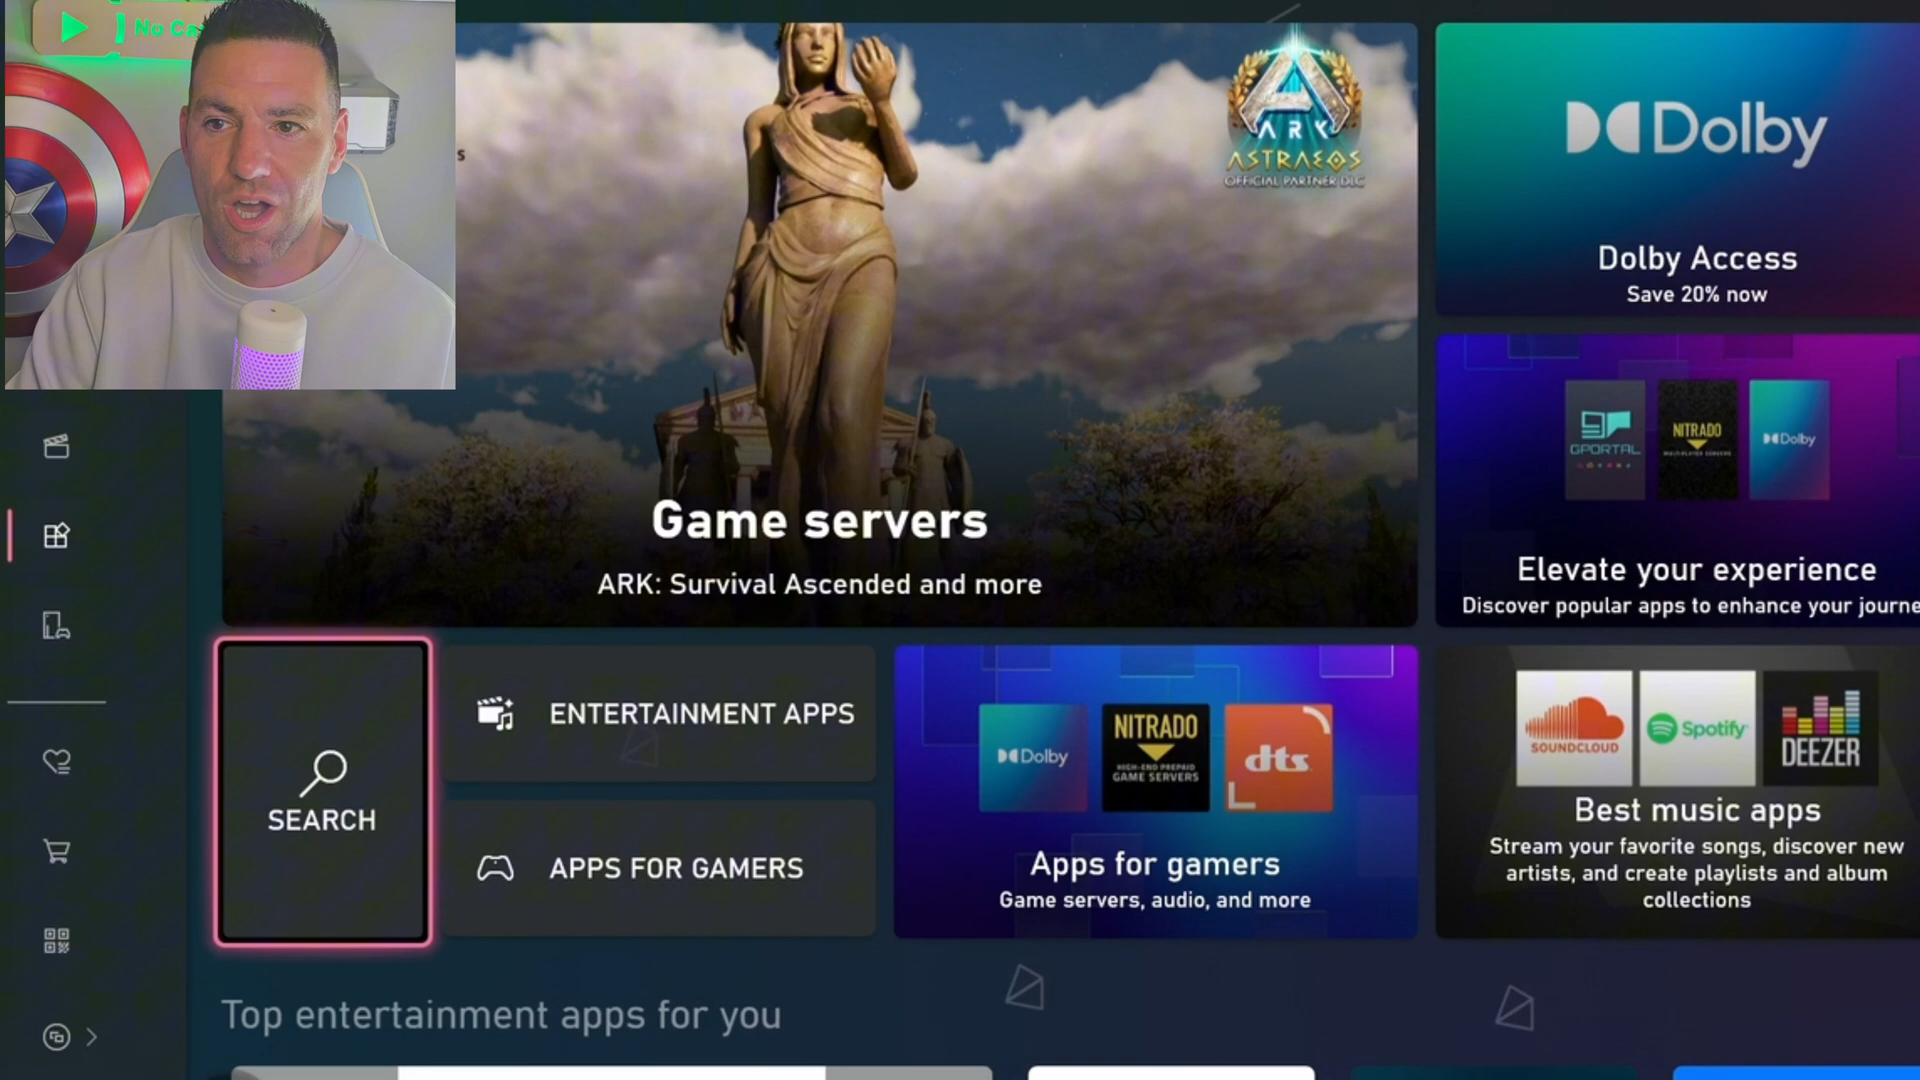 No Ca
s
ARK
ASTRAEOS
OFFICIAL PARTNER DLC
Game servers
ARK: Survival Ascended and more
Dolby
Dolby Access
Save 20% now
GPORTAL
NITRADO
Dolby
Elevate your experience
Discover popular apps to enhance your journe
SEARCH
ENTERTAINMENT APPS
APPS FOR GAMERS
Dolby
NITRADO
HIGH-END PREPAID
GAME SERVERS
dts
Apps for gamers
Game servers, audio, and more
SOUNDCLOUD
Spotify
DEEZER
Best music apps
Stream your favorite songs, discover new
artists, and create playlists and album
collections
Top entertainment apps for you